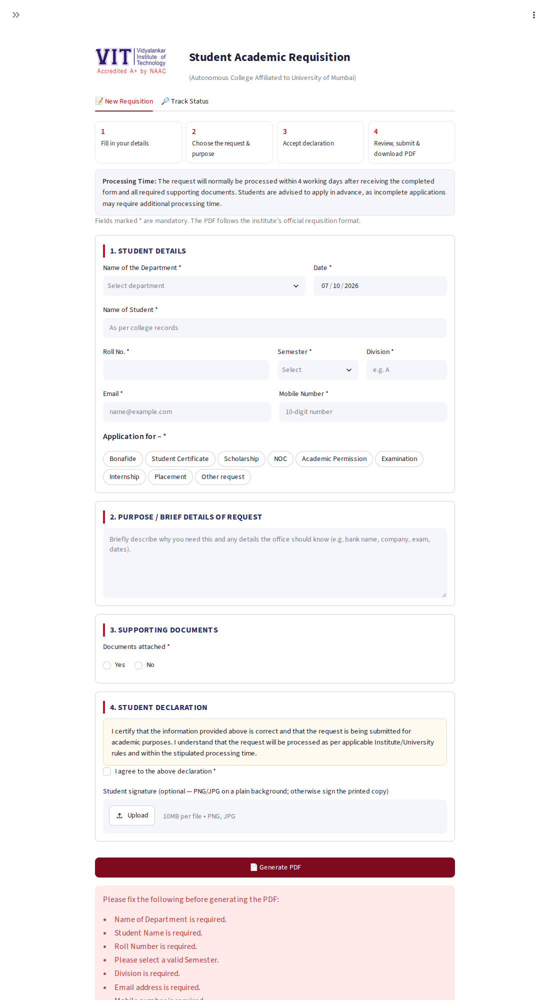 VIT Vidyalankar
Institute of
Technology
Accredited A+ by NAAC
Student Academic Requisition
(Autonomous College Affiliated to University of Mumbai)
📝 New Requisition 🔎 Track Status
1
Fill in your details
2
Choose the request &
purpose
3
Accept declaration
4
Review, submit &
download PDF
Processing Time: The request will normally be processed within 4 working days after receiving the completed
form and all required supporting documents. Students are advised to apply in advance, as incomplete applications
may require additional processing time.
Fields marked * are mandatory. The PDF follows the institute's official requisition format.
1. STUDENT DETAILS
Name of the Department * Date *
Select department 07 / 10 / 2026
Name of Student *
As per college records
Roll No. * Semester * Division *
Select e.g. A
Email * Mobile Number *
name@example.com 10-digit number
Application for – *
Bonafide Student Certificate Scholarship NOC Academic Permission Examination
Internship Placement Other request
2. PURPOSE / BRIEF DETAILS OF REQUEST
Briefly describe why you need this and any details the office should know (e.g. bank name, company, exam,
dates).
3. SUPPORTING DOCUMENTS
Documents attached *
Yes No
4. STUDENT DECLARATION
I certify that the information provided above is correct and that the request is being submitted for
academic purposes. I understand that the request will be processed as per applicable Institute/University
rules and within the stipulated processing time.
I agree to the above declaration *
Student signature (optional — PNG/JPG on a plain background; otherwise sign the printed copy)
Upload 10MB per file • PNG, JPG
📄 Generate PDF
Please fix the following before generating the PDF:
• Name of Department is required.
• Student Name is required.
• Roll Number is required.
• Please select a valid Semester.
• Division is required.
• Email address is required.
• Mobile number is required.